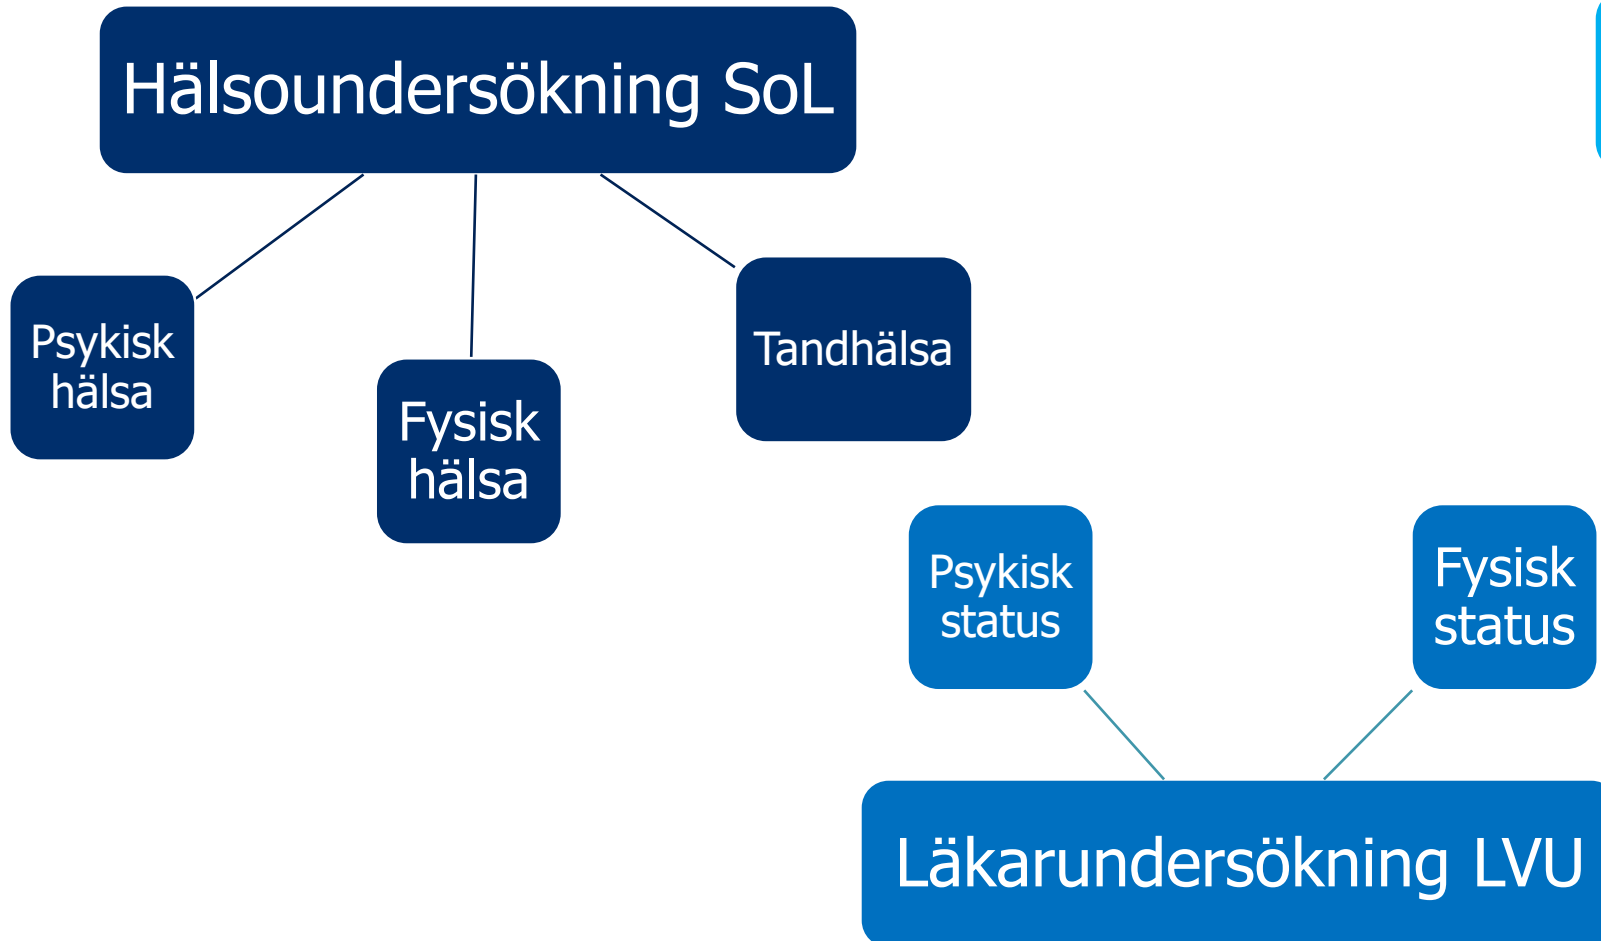 Hälsoundersökning SoL
Psykisk
hälsa
Fysisk
hälsa
Tandhälsa
Psykisk
status
Fysisk
status
Läkarundersökning LVU